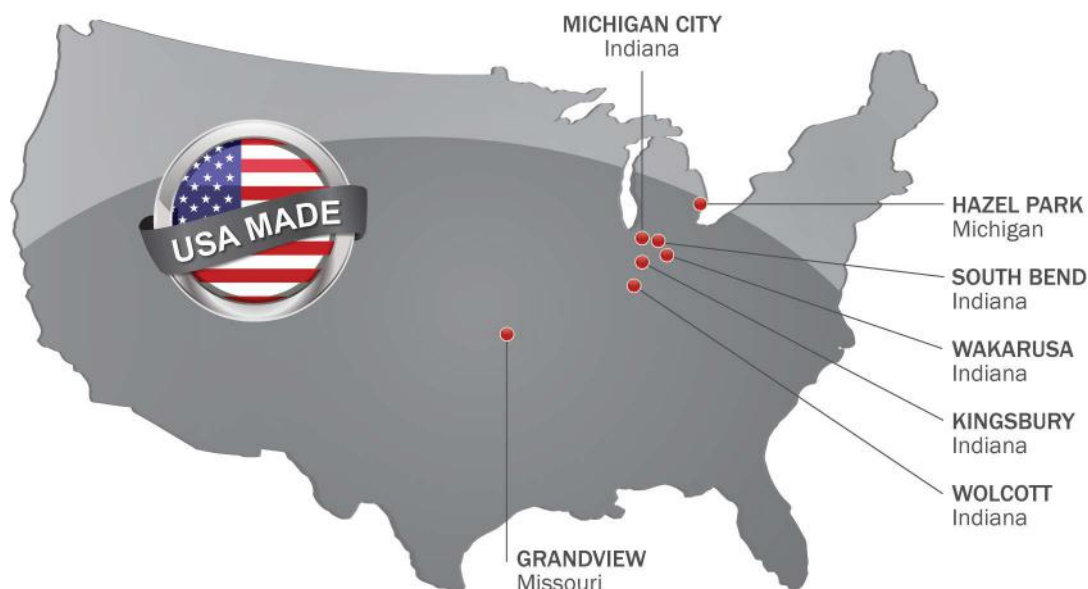 MICHIGAN CITY
Indiana
USA MADE
HAZEL PARK
Michigan
SOUTH BEND
Indiana
WAKARUSA
Indiana
KINGSBURY
Indiana
WOLCOTT
Indiana
GRANDVIEW
Missouri